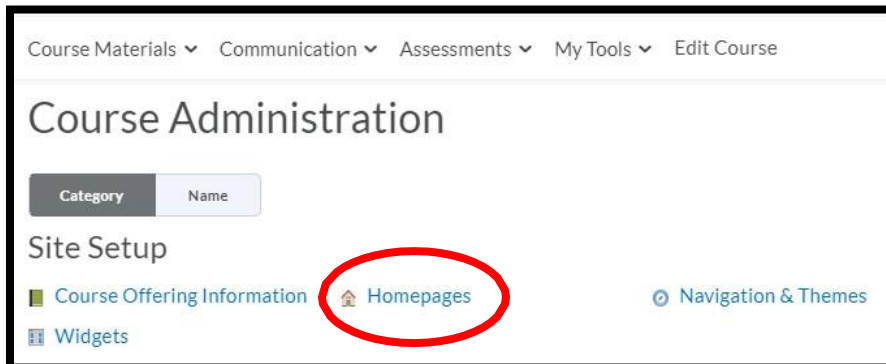 Course Materials Communication Assessments My Tools Edit Course
Course Administration
Category Name
Site Setup
Course Offering Information Homepages Navigation & Themes
Widgets